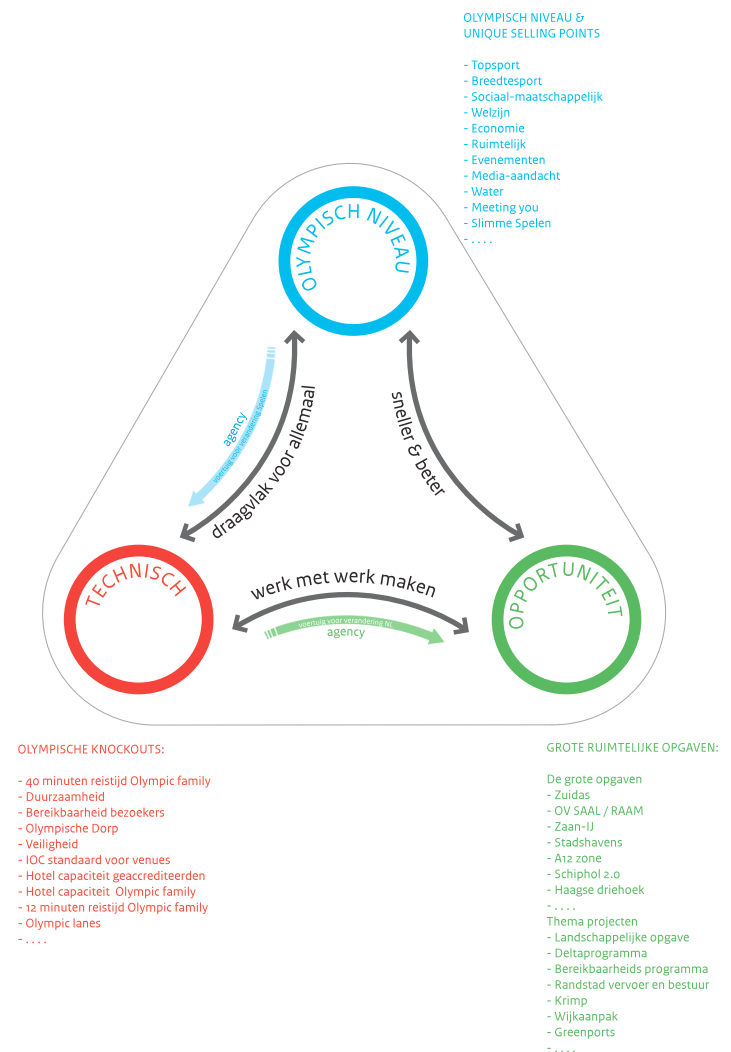 OLYMPISCH NIVEAU &
UNIQUE SELLING POINTS
- Topsport
- Breedtesport
- Sociaal-maatschappelijk
- Welzijn
- Economie
- Ruimtelijk
- Evenementen
- Media-aandacht
- Water
- Meeting you
- Slimme Spelen
- . . . .
OLYMPISCH NIVEAU
agency
voertuig voor verandering Spelen
draagvlak voor allemaal
sneller & beter
TECHNISCH
werk met werk maken
voertuig voor verandering NL
agency
OPPORTUNITEIT
OLYMPISCHE KNOCKOUTS:
- 40 minuten reistijd Olympic family
- Duurzaamheid
- Bereikbaarheid bezoekers
- Olympische Dorp
- Veiligheid
- IOC standaard voor venues
- Hotel capaciteit geaccrediteerden
- Hotel capaciteit  Olympic family
- 12 minuten reistijd Olympic family
- Olympic lanes
- . . . .
GROTE RUIMTELIJKE OPGAVEN:
De grote opgaven
- Zuidas
- OV SAAL / RAAM
- Zaan-IJ
- Stadshavens
- A12 zone
- Schiphol 2.0
- Haagse driehoek
- . . . .
Thema projecten
- Landschappelijke opgave
- Deltaprogramma
- Bereikbaarheids programma
- Randstad vervoer en bestuur
- Krimp
- Wijkaanpak
- Greenports
- . . . .